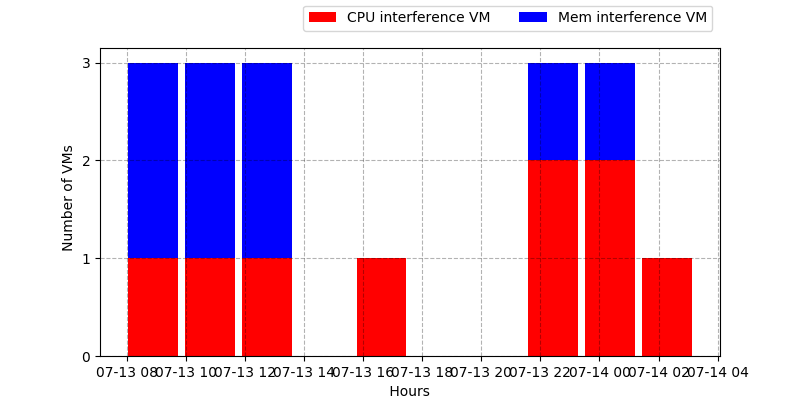 CPU interference VM Mem interference VM
3
2
1
0
Number of VMs
07-13 08 07-13 10 07-13 12 07-13 14 07-13 16 07-13 18 07-13 20 07-13 22 07-14 00 07-14 02 07-14 04
Hours